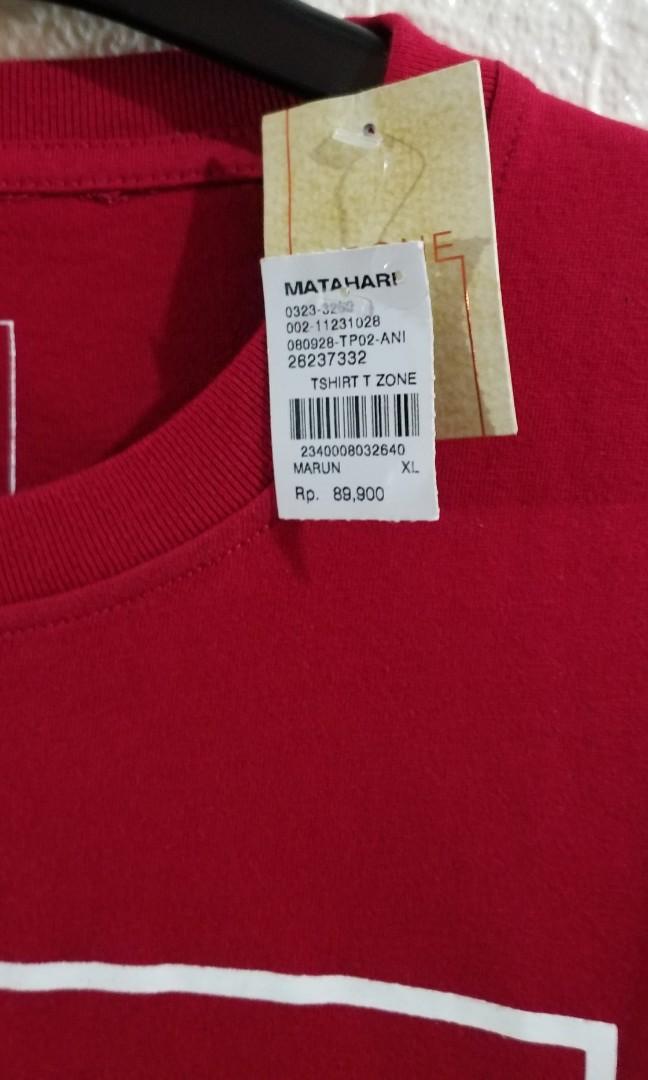 MATAHARI
002-11231028
080928-TP02-ANI
26237332
TSHIRT T ZONE
2340008032640
MARUN XL
Rp. 89,900